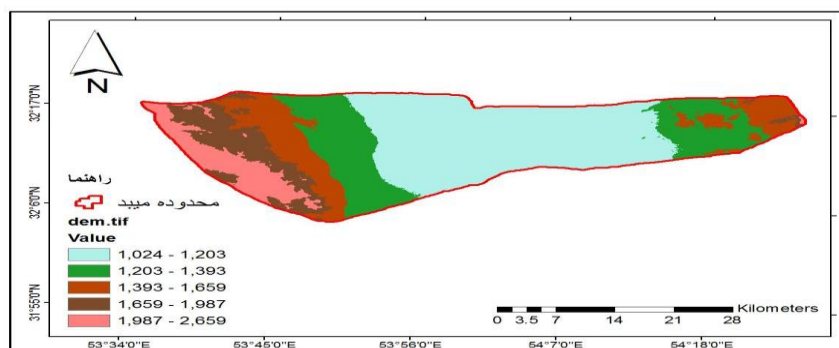 N
32°17'0"N
32°6'0"N
31°55'0"N
راهنما
محدوده میبد
dem.tif
Value
1,024 - 1,203
1,203 - 1,393
1,393 - 1,659
1,659 - 1,987
1,987 - 2,659
Kilometers
0 3.5 7 14 21 28
53°34'0"E 53°45'0"E 53°56'0"E 54°7'0"E 54°18'0"E